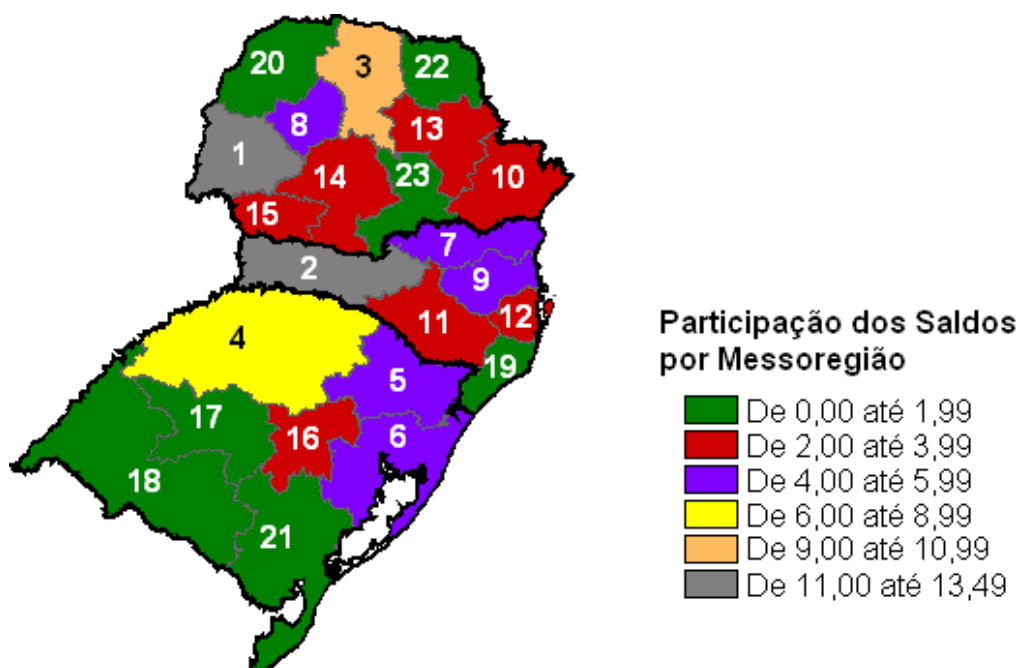 20
3
22
8
13
1
14
23
10
15
7
2
9
11
12
4
19
5
17
16
6
18
21
Participação dos Saldos
por Messoregião
De 0,00 até 1,99
De 2,00 até 3,99
De 4,00 até 5,99
De 6,00 até 8,99
De 9,00 até 10,99
De 11,00 até 13,49